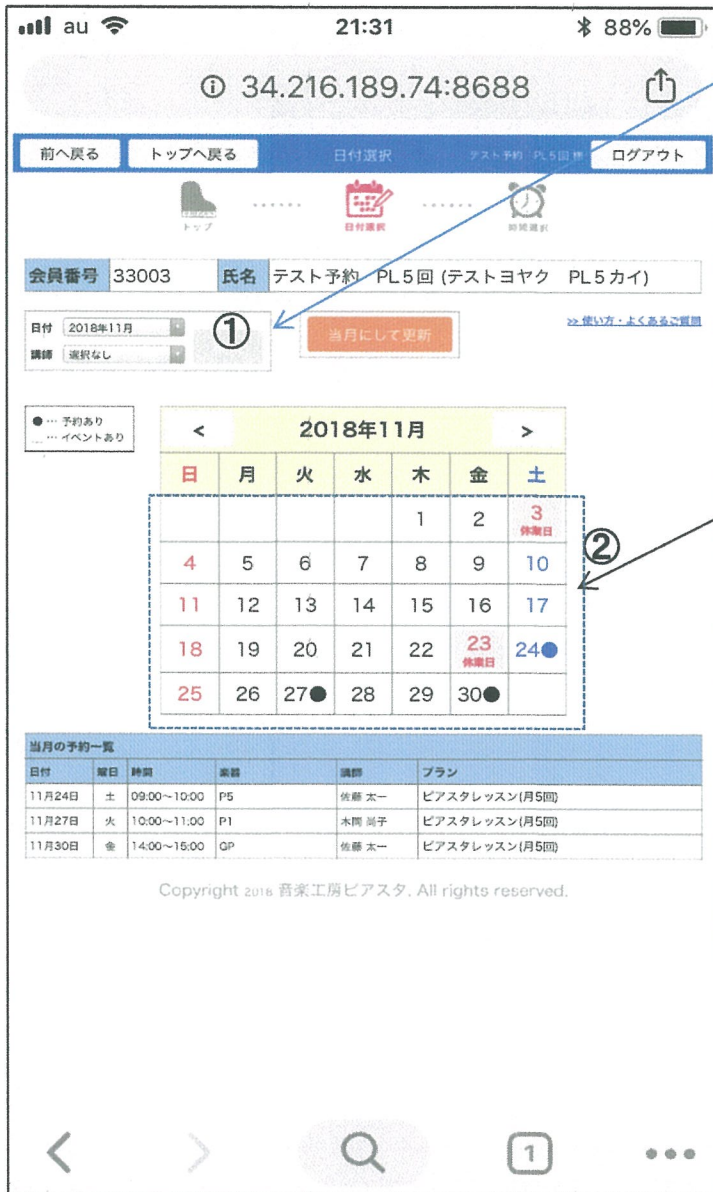 au 21:31 88%
34.216.189.74:8688
前へ戻る トップへ戻る 日付選択 テスト予約 PL5回 様 ログアウト
トップ 日付選択 時間選択
会員番号 33003 氏名 テスト予約 PL5回 (テストヨヤク PL5カイ)
日付 2018年11月 ① 当月にして更新 >> 使い方・よくあるご質問
講師 選択なし
● … 予約あり
… イベントあり
< 2018年11月 >
日 月 火 水 木 金 土
1 2 3
休業日
②
4 5 6 7 8 9 10
11 12 13 14 15 16 17
18 19 20 21 22 23 24●
休業日
25 26 27● 28 29 30●
当月の予約一覧
日付 曜日 時間 楽器 講師 プラン
11月24日 土 09:00～10:00 P5 佐藤 太一 ピアスタレッスン(月5回)
11月27日 火 10:00～11:00 P1 木間 尚子 ピアスタレッスン(月5回)
11月30日 金 14:00～15:00 GP 佐藤 太一 ピアスタレッスン(月5回)
Copyright 2018 音楽工房ピアスタ. All rights reserved.
1